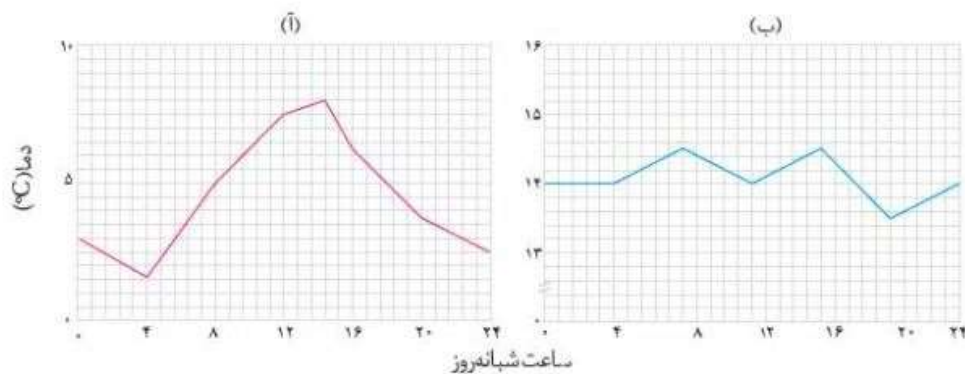 (آ)
(ب)
۱۰
۵
۰
دما (°C)
۰ ۴ ۸ ۱۲ ۱۶ ۲۰ ۲۴
۱۶
۱۵
۱۴
۱۳
۰
۰ ۴ ۸ ۱۲ ۱۶ ۲۰ ۲۴
ساعت شبانه‌روز